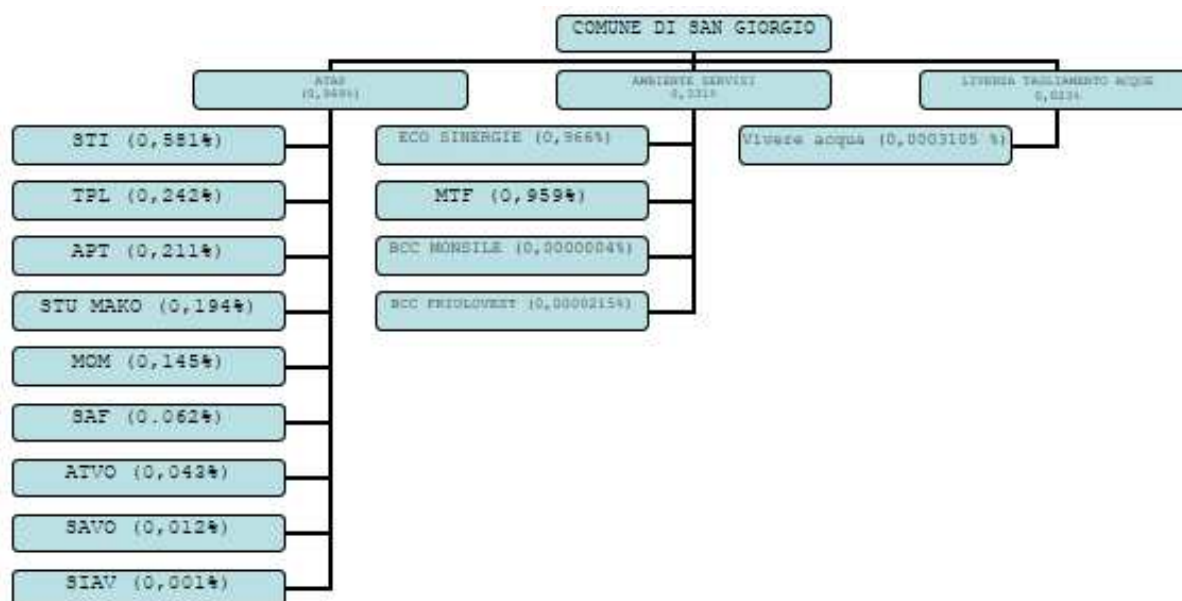 COMUNE DI SAN GIORGIO
ATAP
AMBIENTE SERVIZI
LIVENZA TAGLIAMENTO ACQUE
STI (0,581%)
ECO SINERGIE (0,966%)
Vivere acqua (0,0003105 %)
TPL (0,242%)
MTF (0,959%)
APT (0,211%)
BCC MONSILE (0,0000004%)
STU MAKO (0,194%)
BCC FRIULOVEST (0,0000215%)
MOM (0,145%)
SAF (0.062%)
ATVO (0,043%)
SAVO (0,012%)
SIAV (0,001%)